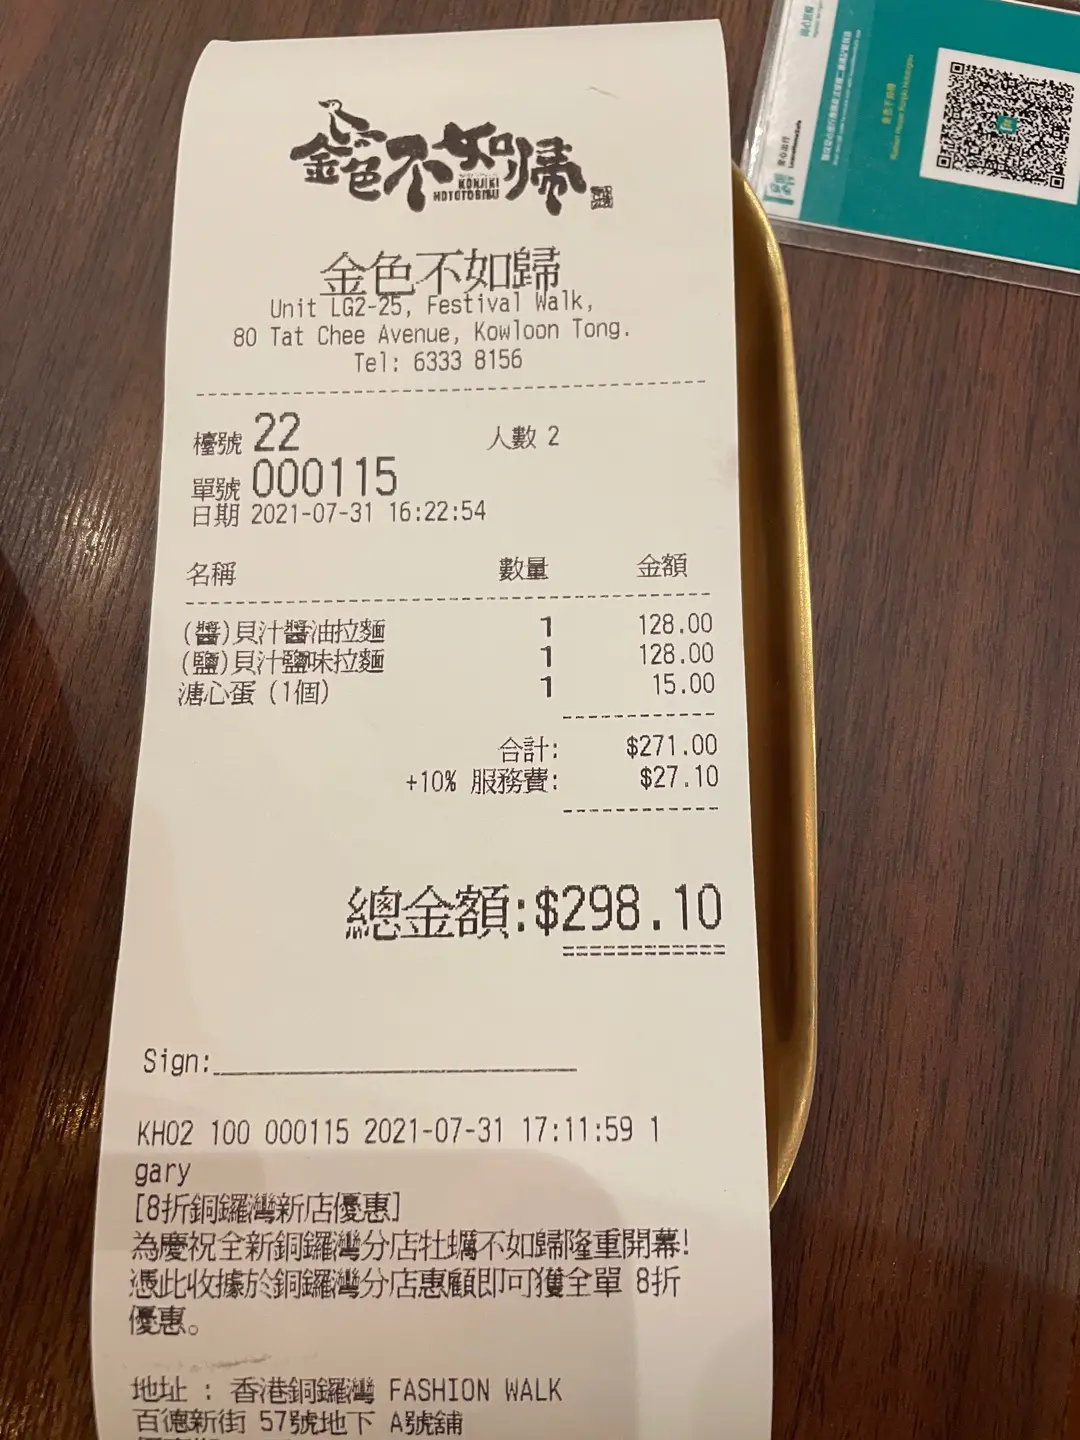 金色不如帰
KONJIKI
HOTOTOGISU
金色不如歸
Unit LG2-25, Festival Walk,
80 Tat Chee Avenue, Kowloon Tong.
Tel: 6333 8156
檯號 22 人數 2
單號 000115
日期 2021-07-31 16:22:54
名稱 數量 金額
(醬)貝汁醬油拉麵 1 128.00
(鹽)貝汁鹽味拉麵 1 128.00
溏心蛋 (1個) 1 15.00
合計: $271.00
+10% 服務費: $27.10
總金額:$298.10
Sign:
KH02 100 000115 2021-07-31 17:11:59 1
gary
[8折銅鑼灣新店優惠]
為慶祝全新銅鑼灣分店牡蠣不如歸隆重開幕!
憑此收據於銅鑼灣分店惠顧即可獲全單 8折
優惠。
地址 : 香港銅鑼灣 FASHION WALK
百德新街 57號地下 A號舖